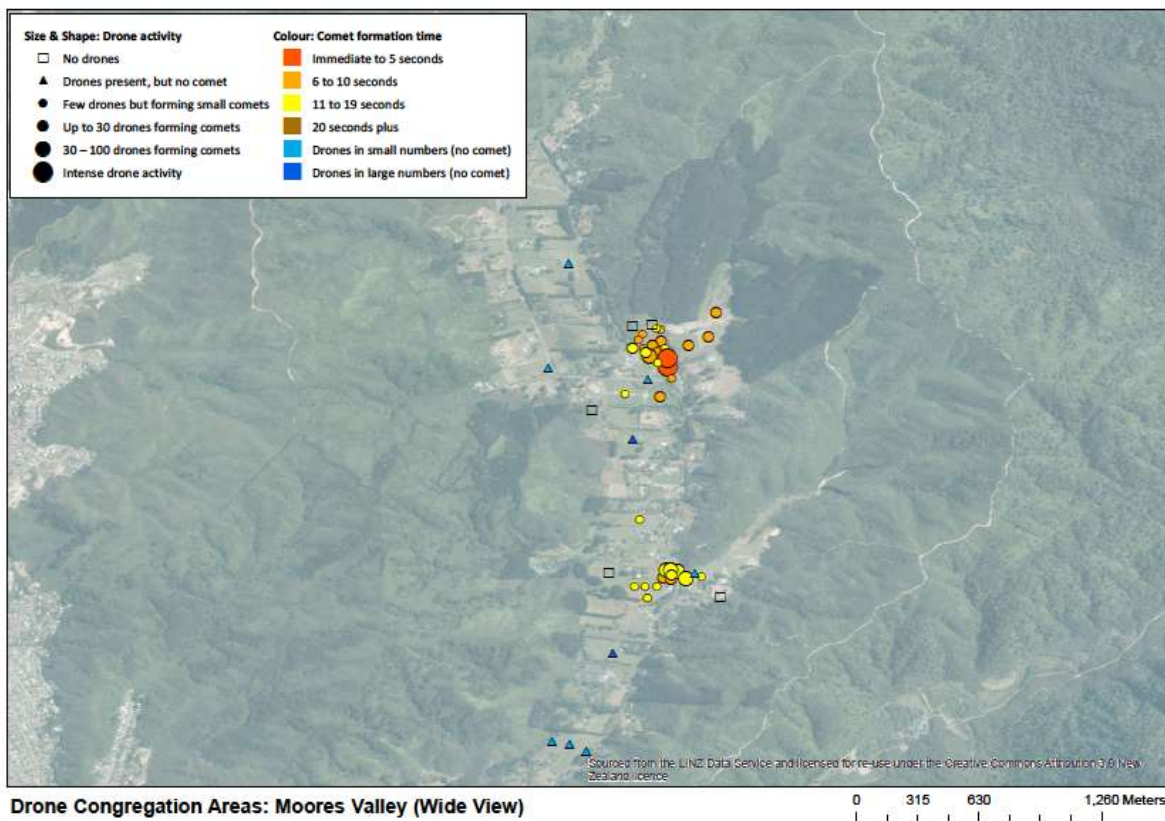 Size & Shape: Drone activity
No drones
Drones present, but no comet
Few drones but forming small comets
Up to 30 drones forming comets
30 – 100 drones forming comets
Intense drone activity
Colour: Comet formation time
Immediate to 5 seconds
6 to 10 seconds
11 to 19 seconds
20 seconds plus
Drones in small numbers (no comet)
Drones in large numbers (no comet)
Sourced from the LINZ Data Service and licensed for re-use under the Creative Commons Attribution 3.0 New
Zealand licence
Drone Congregation Areas: Moores Valley (Wide View)
0 315 630 1,260 Meters